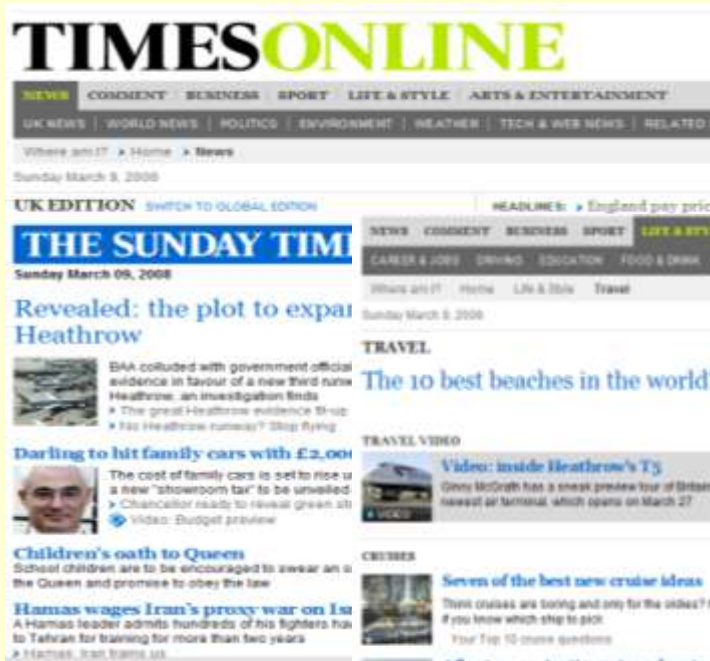 TIMESONLINE
NEWS COMMENT BUSINESS SPORT LIFE & STYLE ARTS & ENTERTAINMENT
UK NEWS | WORLD NEWS | POLITICS | ENVIRONMENT | WEATHER | TECH & WEB NEWS | RELATED
Where am I? Home News
Sunday March 9, 2008
UK EDITION SWITCH TO GLOBAL EDITION
HEADLINES: England pay
THE SUNDAY
Sunday March 09, 2008
Revealed: the plot to
Heathrow
BAA colluded with government
evidence in favour of a new third
Heathrow, an investigation finds
The great Heathrow evidence fit-up
No Heathrow runway? Stop flying
Darling to hit family cars with
The cost of family cars is set to rise
a new "showroom tax" to be unveiled
Chancellor ready to reveal green
Video: Budget preview
Children's oath to Queen
School children are to be encouraged to swear an
the Queen and promise to obey the law
Hamas wages Iran's proxy war on
A Hamas leader admits hundreds of his fighters
to Tehran for training for more than two years
Hamas: Iran trains us
NEWS COMMENT BUSINESS SPORT LIFE &
CAREER & JOBS DRIVING EDUCATION FOOD & DRINK
Where am I? Home Life & Style Travel
Sunday March 9, 2008
TRAVEL
The 10 best beaches in the world
TRAVEL VIDEO
Video: inside Heathrow's T5
Ginny McGrath has a sneak preview tour of
newest air terminal, which opens on March 27
VIDEO
CRUISES
Seven of the best new cruise ideas
Think cruises are boring and only for the oldies?
if you know which ship to pick
Your Top 10 cruise questions